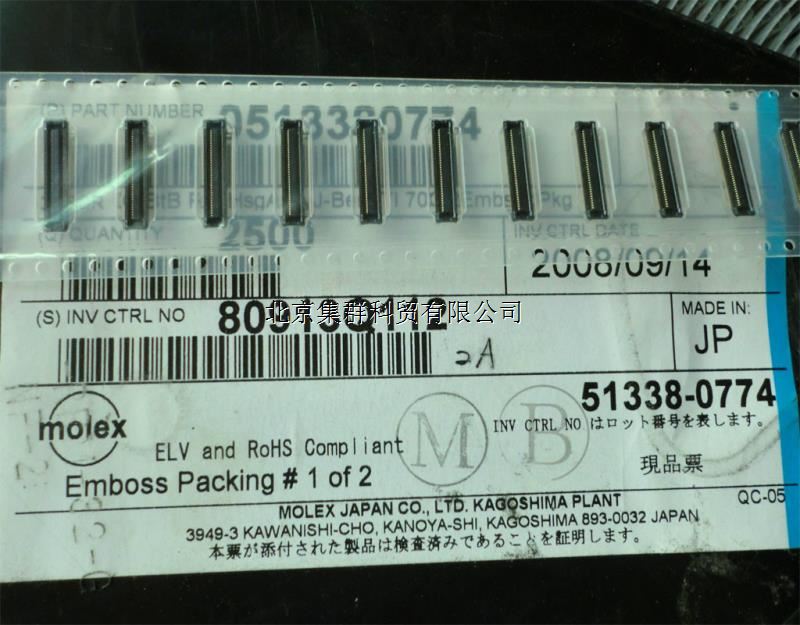 (P) PART NUMBER 0513380774
(Q) QUANTITY 2500
INV CTRL DATE
2008/09/14
(S) INV CTRL NO
北京集群科贸有限公司
2A
MADE IN:
JP
molex
ELV and RoHS Compliant
M B
51338-0774
INV CTRL NO はロット番号を表します。
Emboss Packing # 1 of 2
現品票
QC-05
MOLEX JAPAN CO., LTD. KAGOSHIMA PLANT
3949-3 KAWANISHI-CHO, KANOYA-SHI, KAGOSHIMA 893-0032 JAPAN
本票が添付された製品は検査済みであることを証明します。